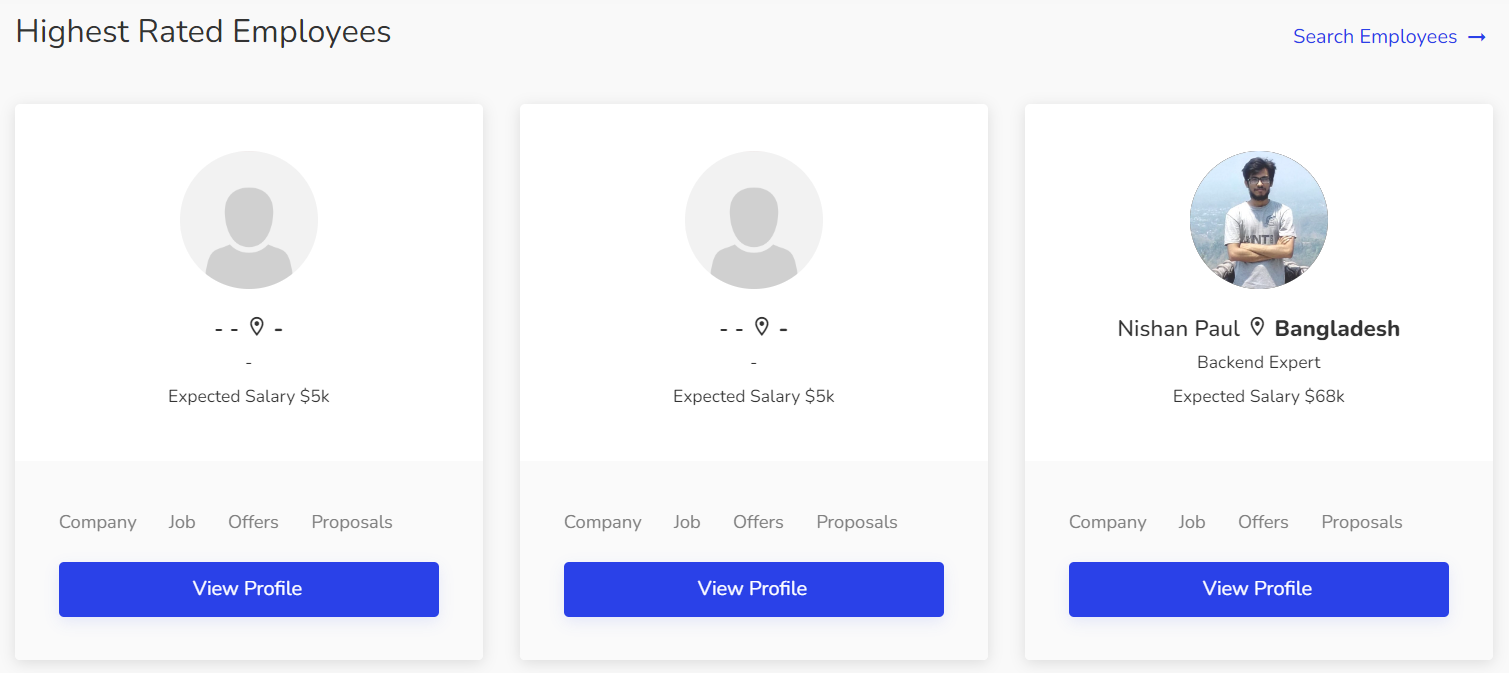 Highest Rated Employees
Search Employees →
- - -
-
Expected Salary $5k
Company Job Offers Proposals
View Profile
- - -
-
Expected Salary $5k
Company Job Offers Proposals
View Profile
Nishan Paul Bangladesh
Backend Expert
Expected Salary $68k
Company Job Offers Proposals
View Profile